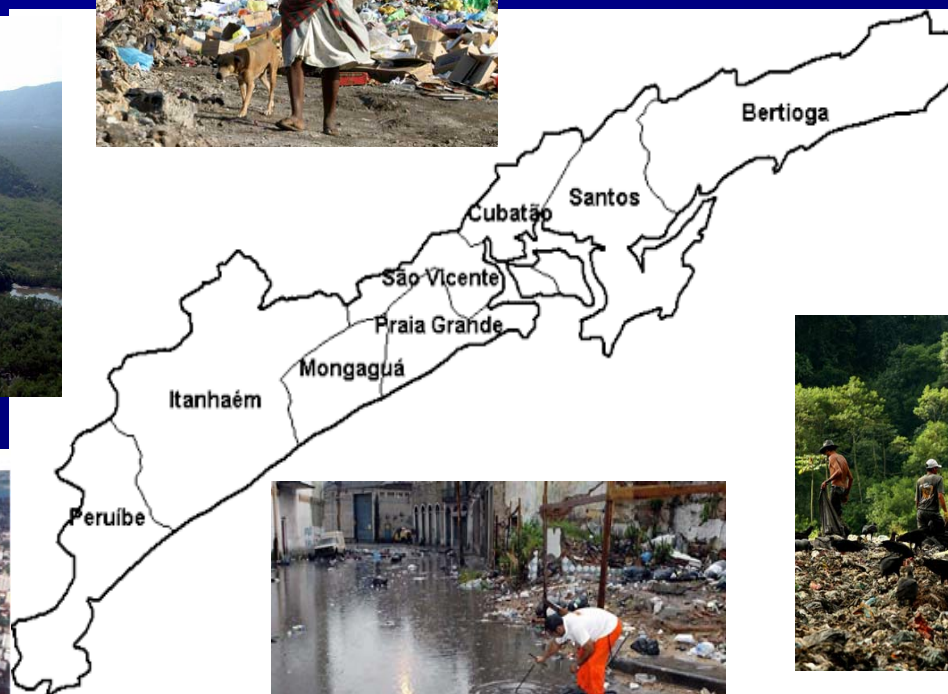 Bertioga
Santos
Cubatão
São Vicente
Praia Grande
Mongaguá
Itanhaém
Peruíbe